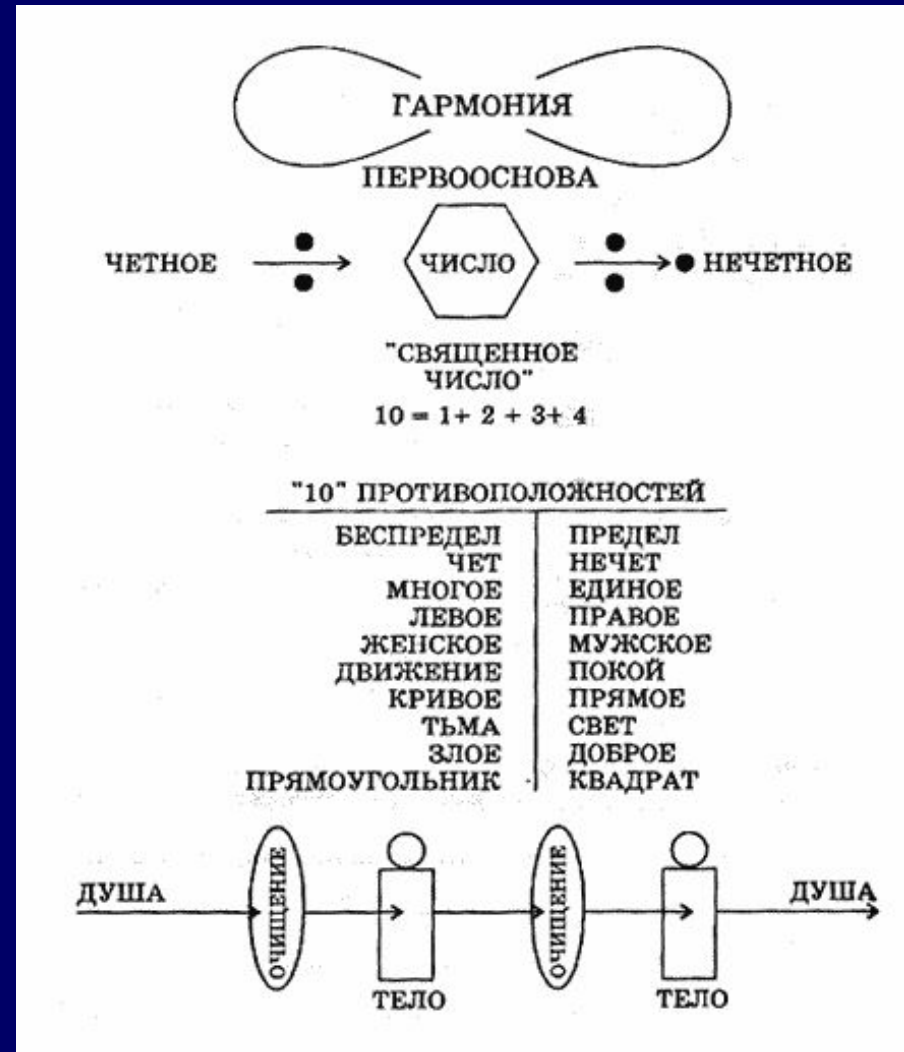 ГАРМОНИЯ
ПЕРВООСНОВА
ЧЕТНОЕ ЧИСЛО НЕЧЕТНОЕ
"СВЯЩЕННОЕ
ЧИСЛО"
10 = 1+ 2 + 3+ 4
"10" ПРОТИВОПОЛОЖНОСТЕЙ
БЕСПРЕДЕЛ ПРЕДЕЛ
ЧЕТ НЕЧЕТ
МНОГОЕ ЕДИНОЕ
ЛЕВОЕ ПРАВОЕ
ЖЕНСКОЕ МУЖСКОЕ
ДВИЖЕНИЕ ПОКОЙ
КРИВОЕ ПРЯМОЕ
ТЬМА СВЕТ
ЗЛОЕ ДОБРОЕ
ПРЯМОУГОЛЬНИК КВАДРАТ
ДУША ОЧИЩЕНИЕ ОЧИЩЕНИЕ ДУША
ТЕЛО ТЕЛО